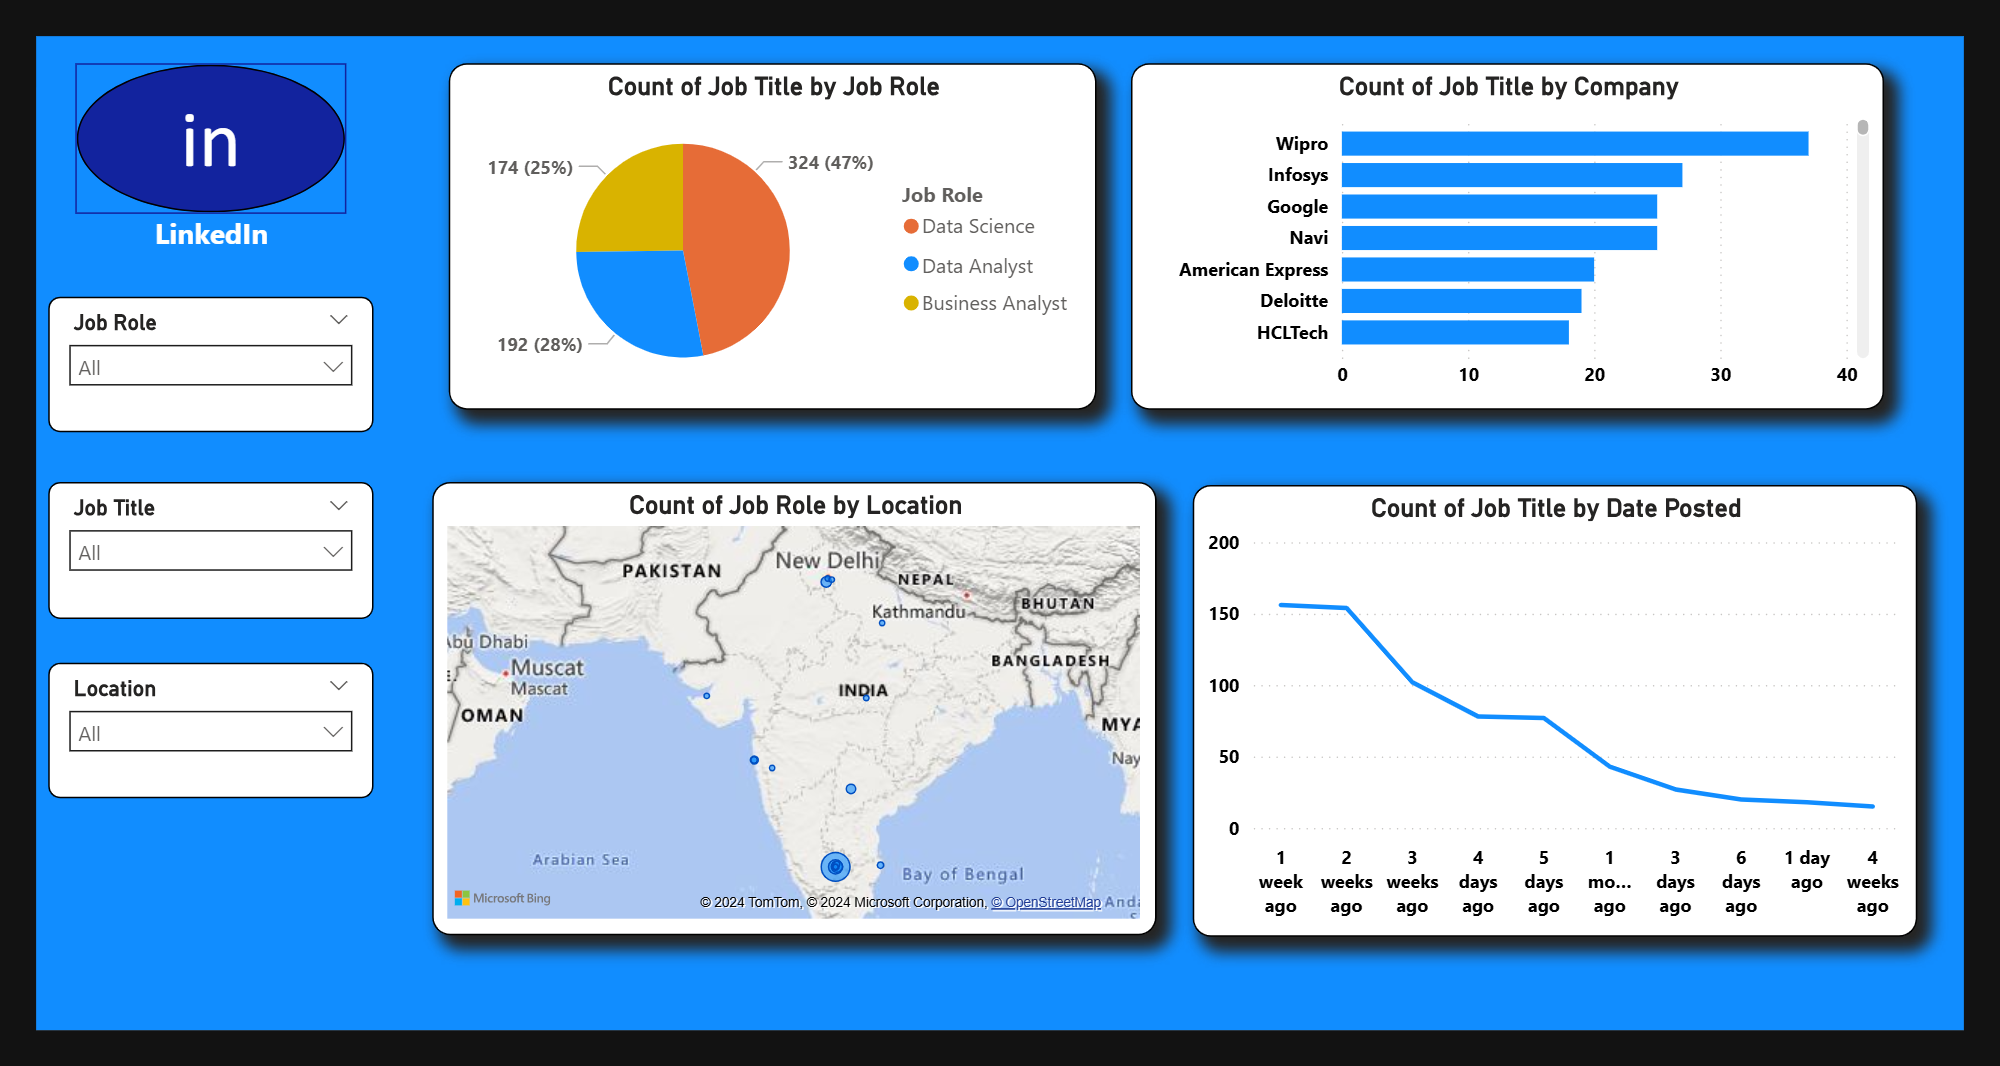 in
LinkedIn
Job Role
All
Job Title
All
Location
All
Count of Job Title by Job Role
174 (25%)
324 (47%)
192 (28%)
Job Role
Data Science
Data Analyst
Business Analyst
Count of Job Title by Company
Wipro
Infosys
Google
Navi
American Express
Deloitte
HCLTech
0 10 20 30 40
Count of Job Role by Location
New Delhi
PAKISTAN
NEPAL
BHUTAN
Kathmandu
Abu Dhabi
BANGLADESH
Muscat
Mascat
E.
INDIA
OMAN
MYA
Nay
Arabian Sea
Bay of Bengal
Microsoft Bing
© 2024 TomTom, © 2024 Microsoft Corporation, © OpenStreetMap
Anda
S
Count of Job Title by Date Posted
200
150
100
50
0
1 week ago
2 weeks ago
3 weeks ago
4 days ago
5 days ago
1 mo... ago
3 days ago
6 days ago
1 day ago
4 weeks ago